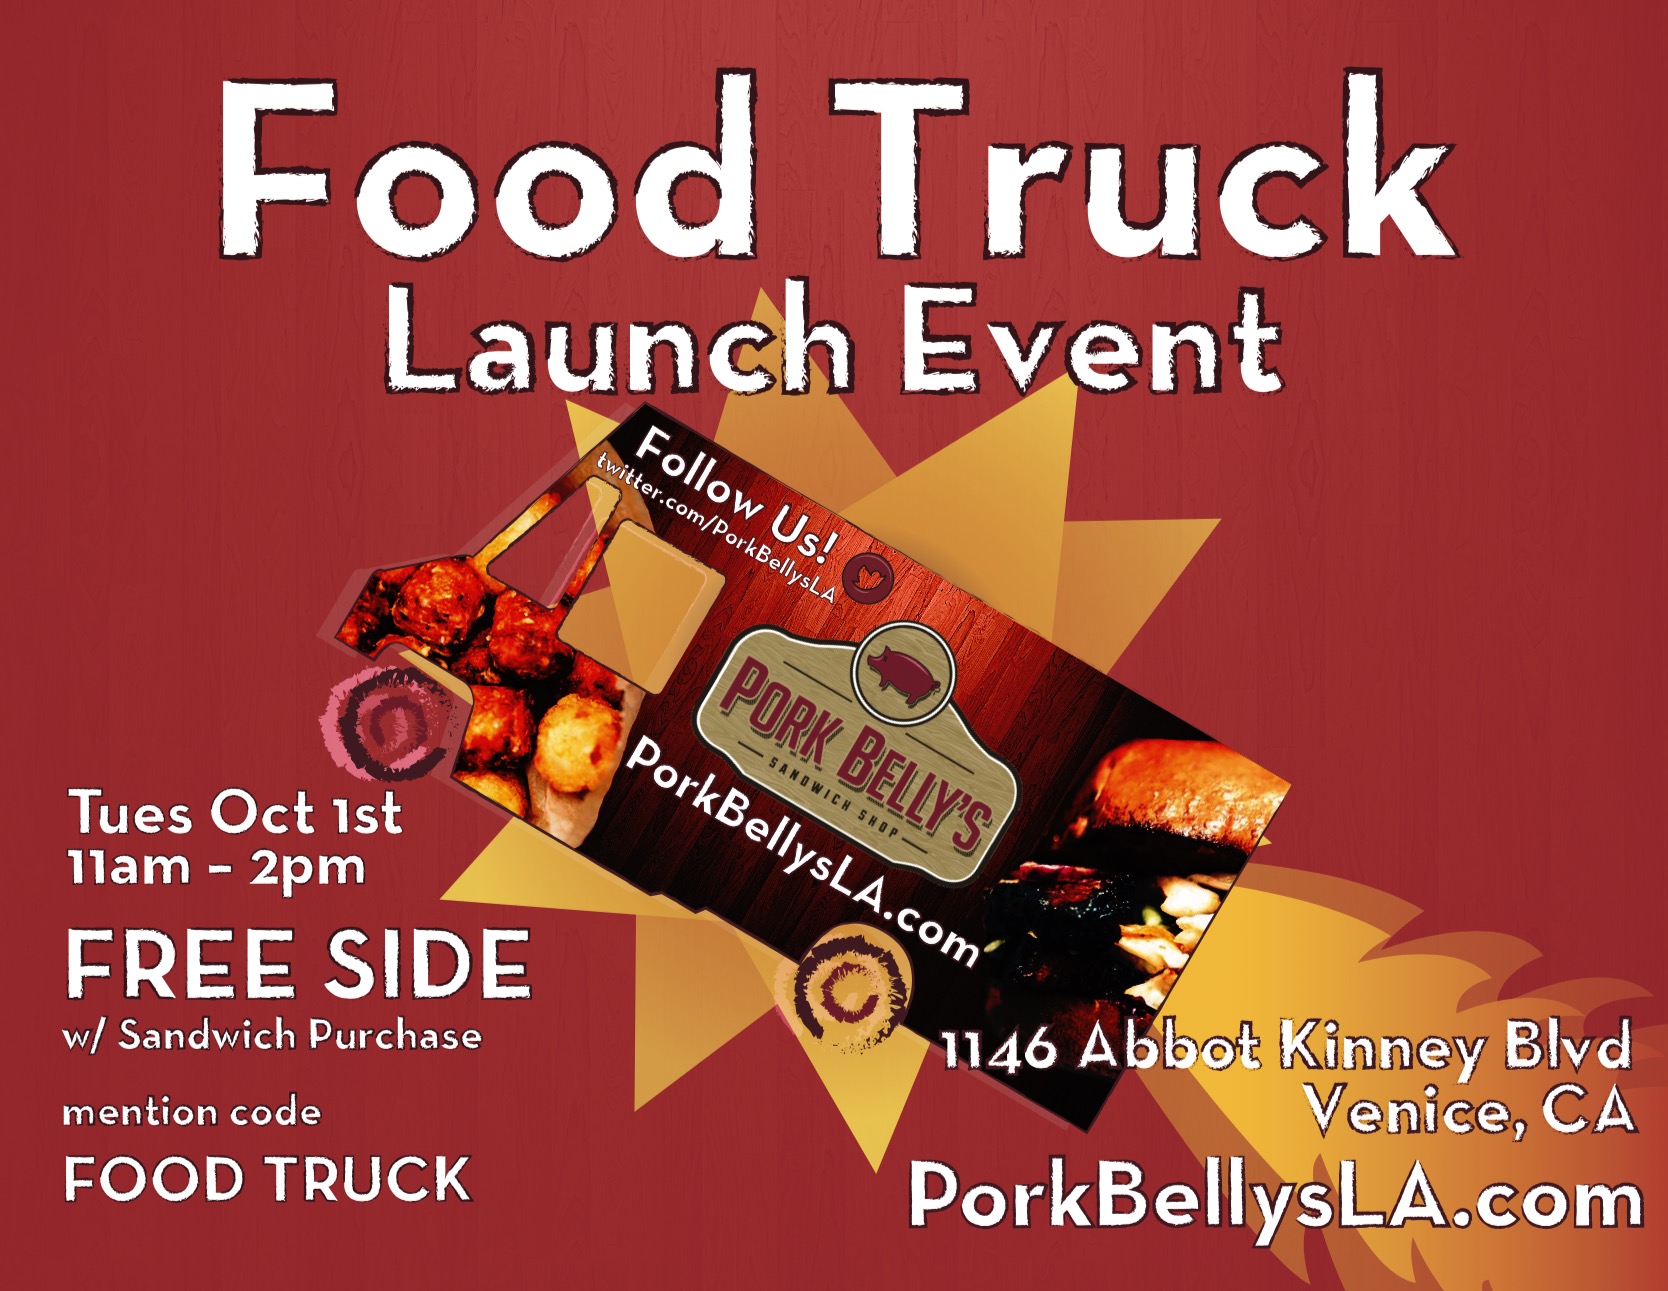 Food Truck
Launch Event
Follow Us!
twitter.com/PorkBellysLA
PORK BELLY'S
SANDWICH SHOP
PorkBellysLA.com
Tues Oct 1st
11am - 2pm
FREE SIDE
w/ Sandwich Purchase
mention code
FOOD TRUCK
1146 Abbot Kinney Blvd
Venice, CA
PorkBellysLA.com